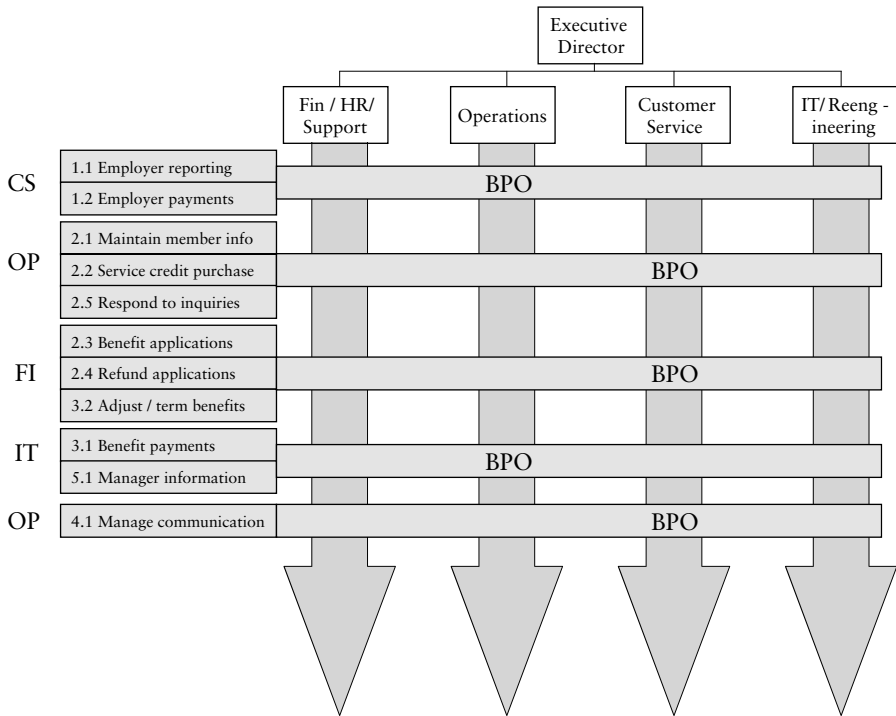 Executive
Director
Fin / HR/
Support
Operations
Customer
Service
IT/ Reeng -
ineering
CS
1.1 Employer reporting
1.2 Employer payments
BPO
OP
2.1 Maintain member info
2.2 Service credit purchase
2.5 Respond to inquiries
BPO
FI
2.3 Benefit applications
2.4 Refund applications
3.2 Adjust / term benefits
BPO
IT
3.1 Benefit payments
5.1 Manager information
BPO
OP
4.1 Manage communication
BPO